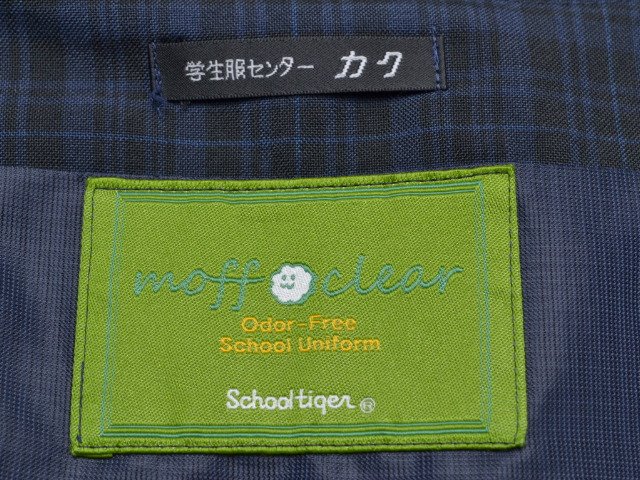 学生服センター カク
moff clear
Odor-Free
School Uniform
Schooltiger ®